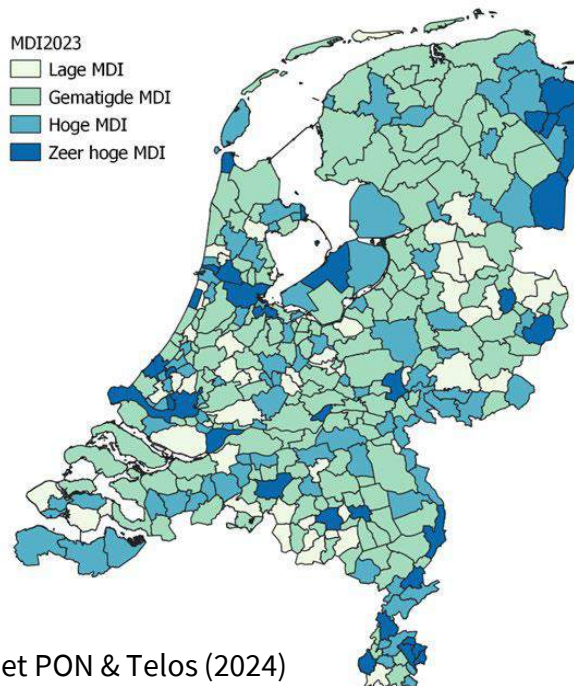 MDI2023
Lage MDI
Gematigde MDI
Hoge MDI
Zeer hoge MDI
et PON & Telos (2024)